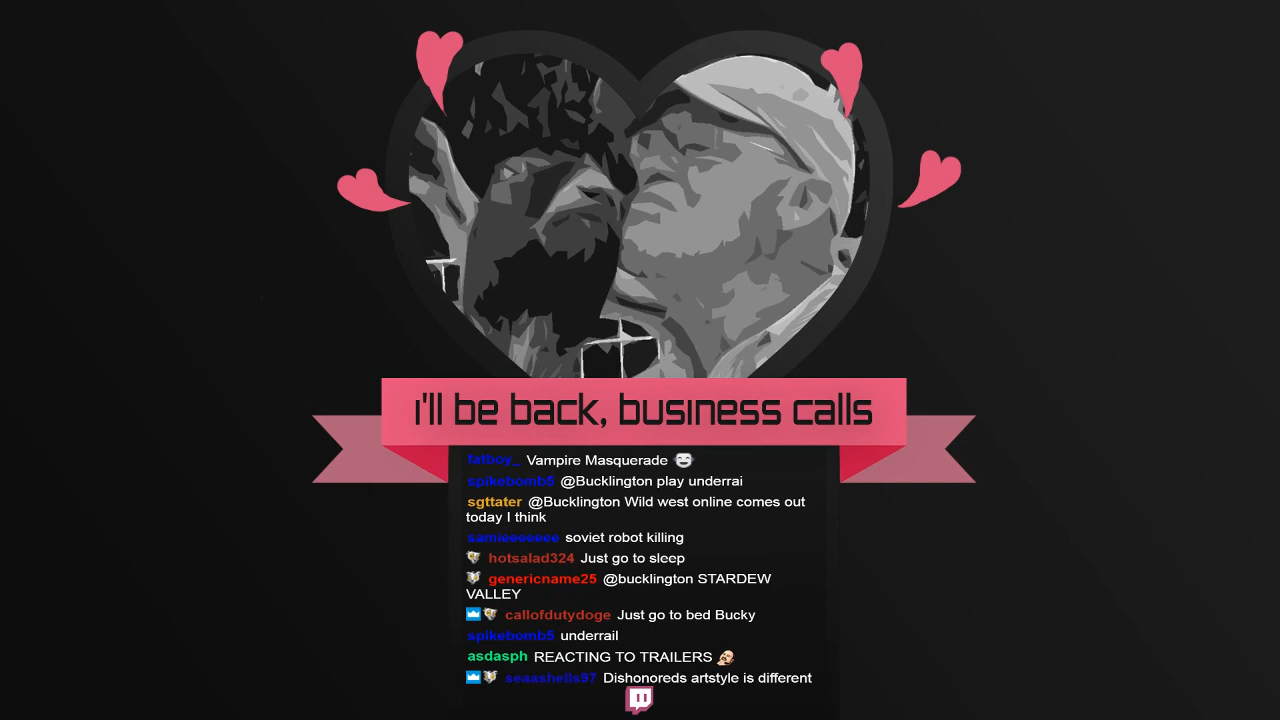 i'll be back, business calls
fatboy_ Vampire Masquerade
spikebomb5 @Bucklington play underrai
sgttater @Bucklington Wild west online comes out
today I think
samieeeeeee soviet robot killing
hotsalad324 Just go to sleep
genericname25 @bucklington STARDEW
VALLEY
callofdutydoge Just go to bed Bucky
spikebomb5 underrail
asdasph REACTING TO TRAILERS
seaashells97 Dishonoreds artstyle is different